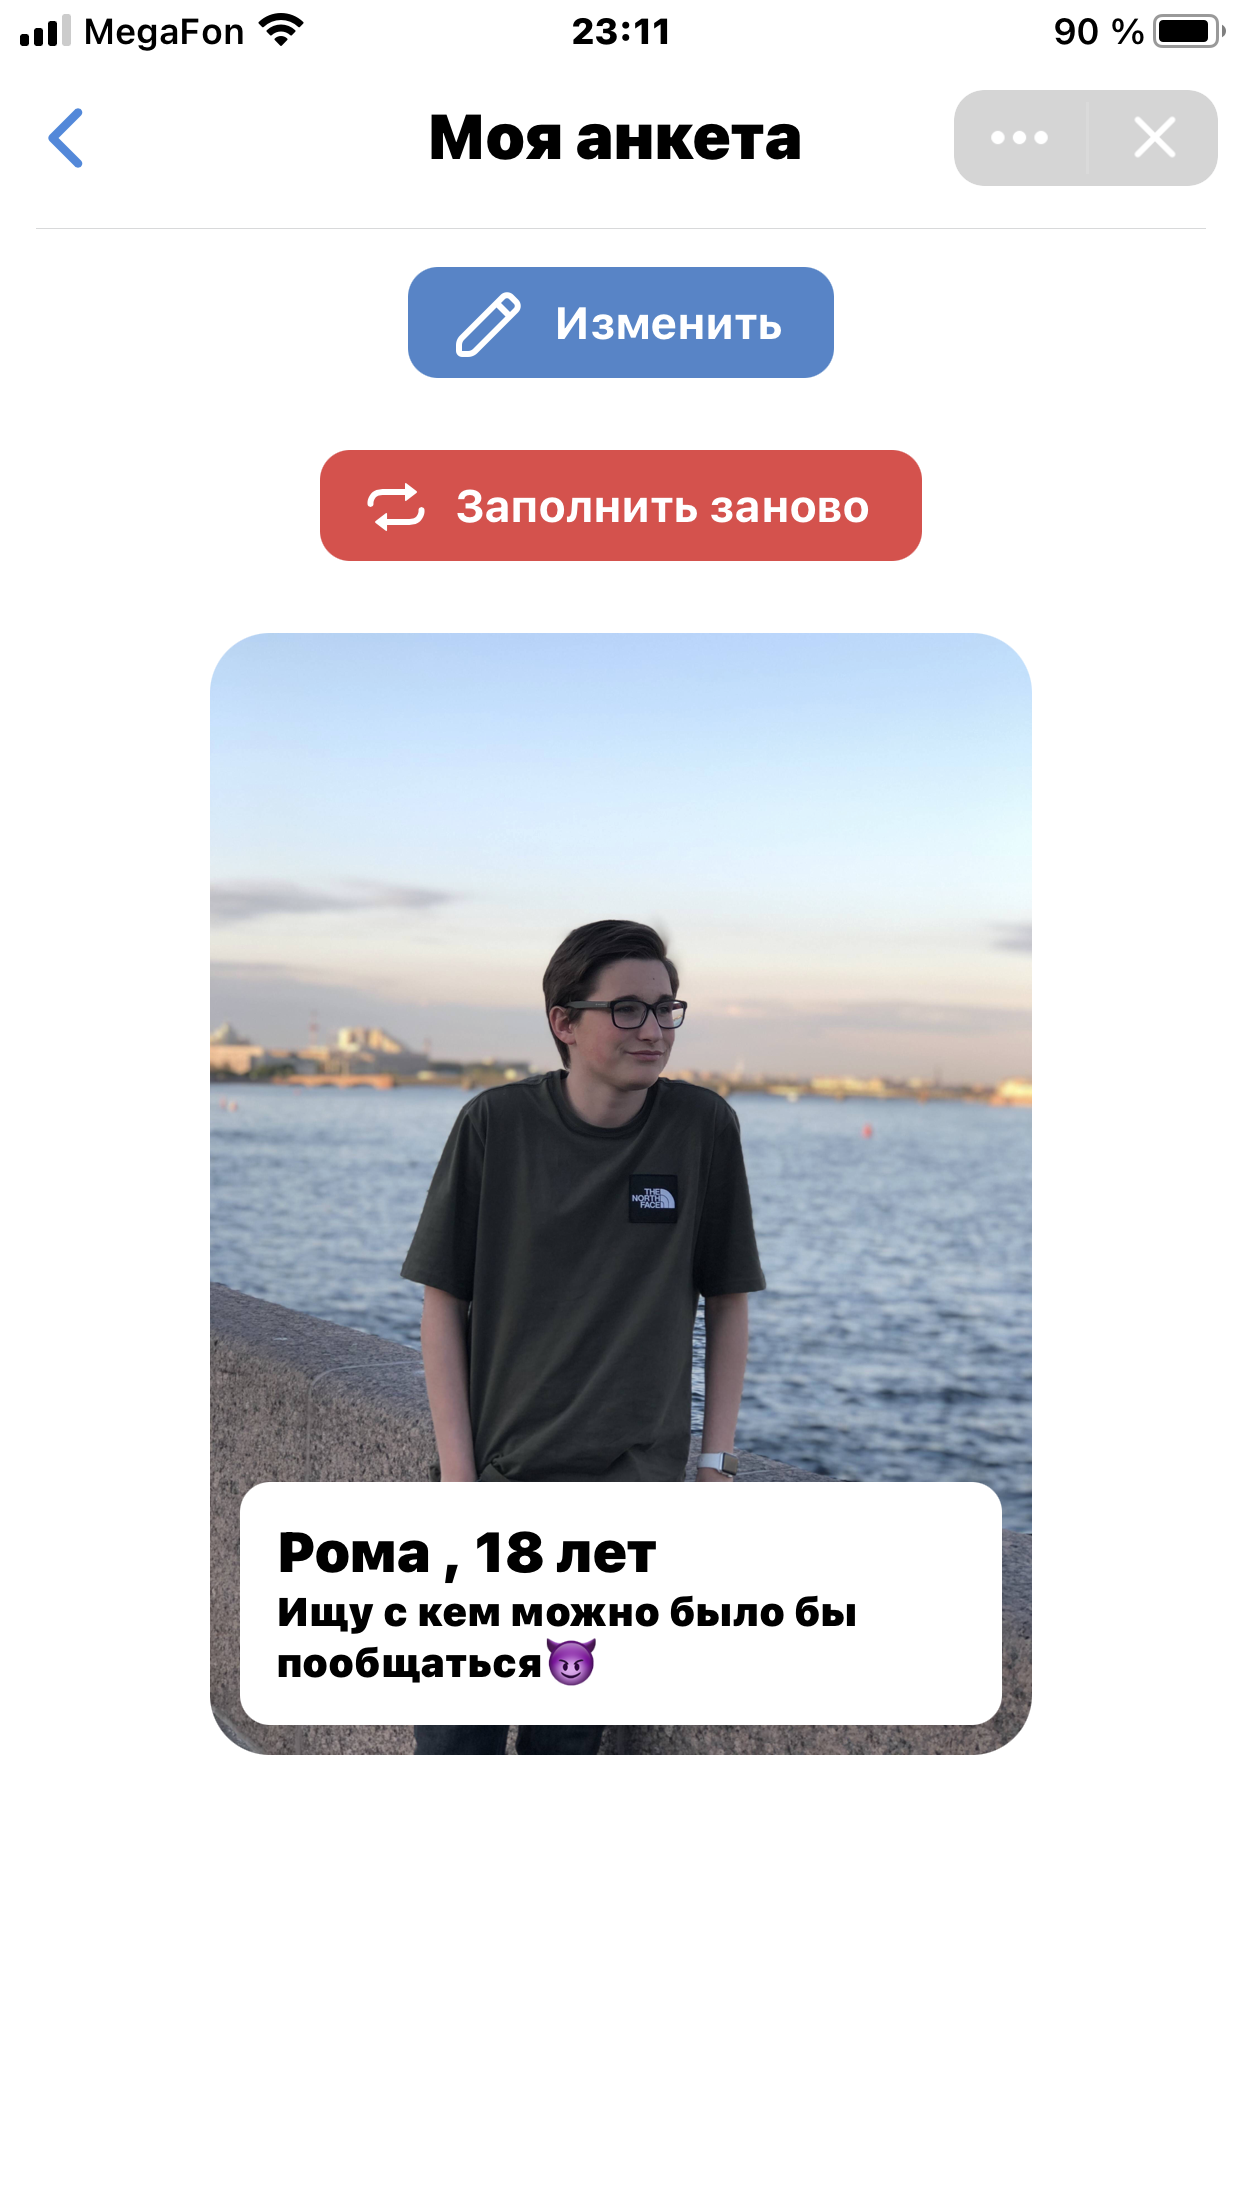 MegaFon 23:11 90 %
Моя анкета
Изменить
Заполнить заново
THE
NORTH
FACE
Рома , 18 лет
Ищу с кем можно было бы
пообщаться😈